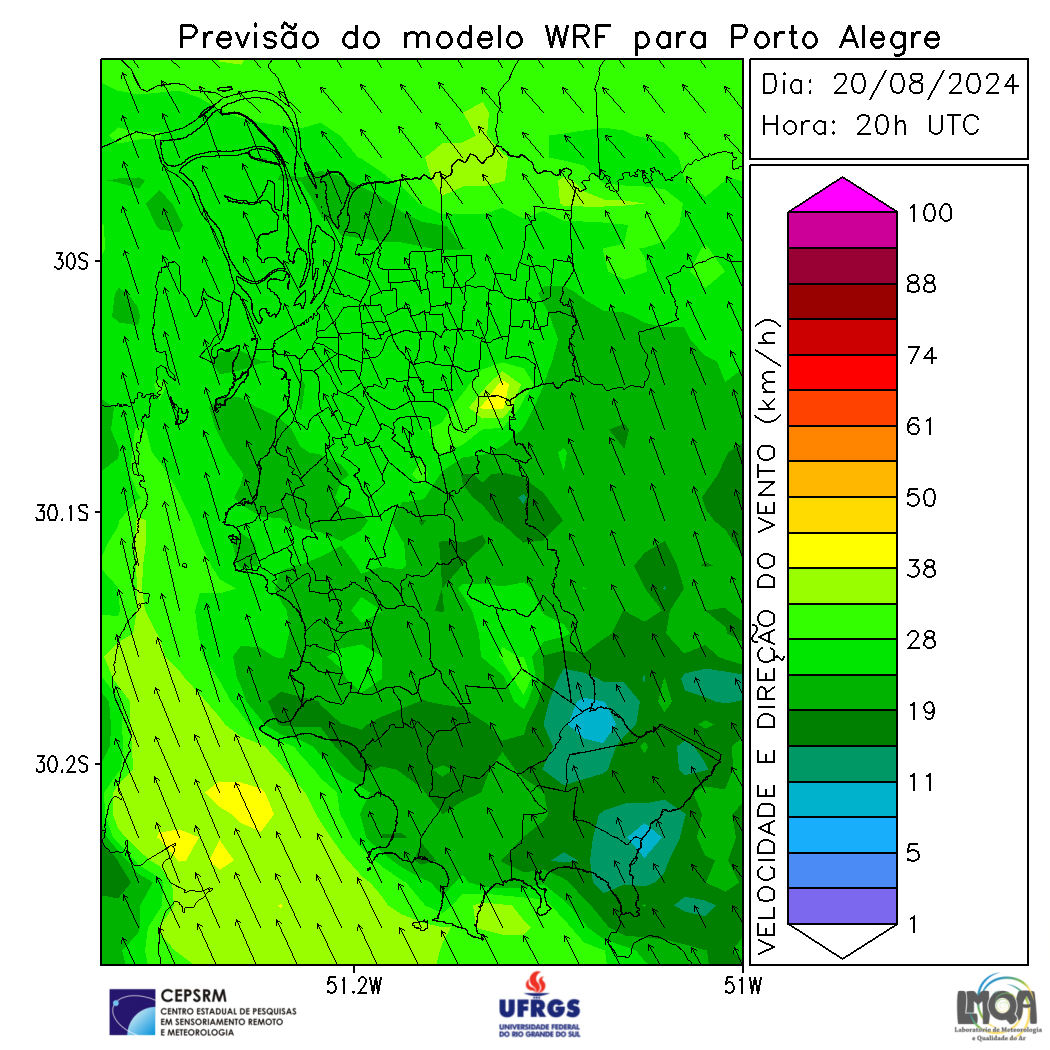 Previsão do modelo WRF para Porto Alegre
Dia: 20/08/2024
Hora: 20h UTC
30S
30.1S
30.2S
51.2W
51W
VELOCIDADE E DIREÇÃO DO VENTO (km/h)
100
88
74
61
50
38
28
19
11
5
1
CEPSRM
CENTRO ESTADUAL DE PESQUISAS
EM SENSORIAMENTO REMOTO
E METEOROLOGIA
UFRGS
UNIVERSIDADE FEDERAL
DO RIO GRANDE DO SUL
LMQA
Laboratório de Meteorologia
e Qualidade do Ar